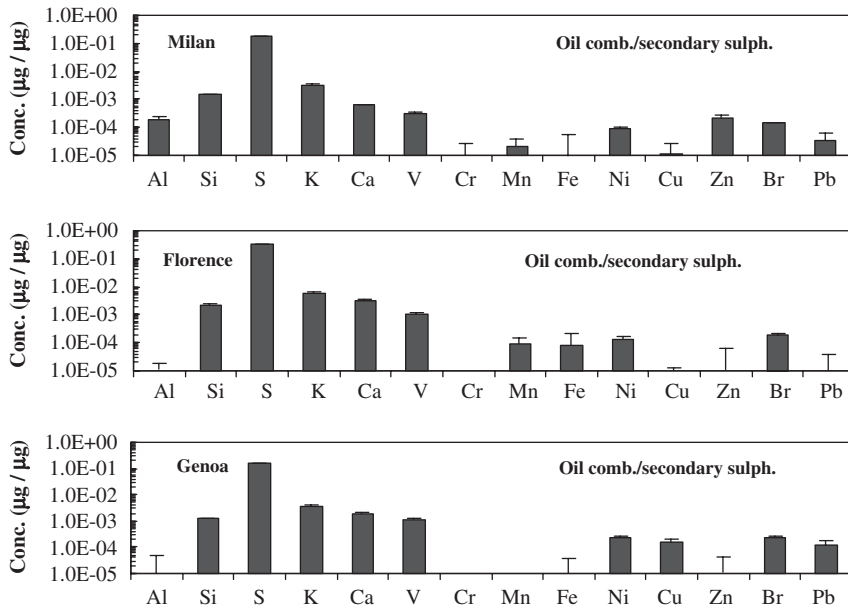 Milan
Oil comb./secondary sulph.
Conc. (µg / µg)
1.0E+00
1.0E-01
1.0E-02
1.0E-03
1.0E-04
1.0E-05
Al Si S K Ca V Cr Mn Fe Ni Cu Zn Br Pb
Florence
Oil comb./secondary sulph.
Conc. (µg / µg)
1.0E+00
1.0E-01
1.0E-02
1.0E-03
1.0E-04
1.0E-05
Al Si S K Ca V Cr Mn Fe Ni Cu Zn Br Pb
Genoa
Oil comb./secondary sulph.
Conc. (µg / µg)
1.0E+00
1.0E-01
1.0E-02
1.0E-03
1.0E-04
1.0E-05
Al Si S K Ca V Cr Mn Fe Ni Cu Zn Br Pb